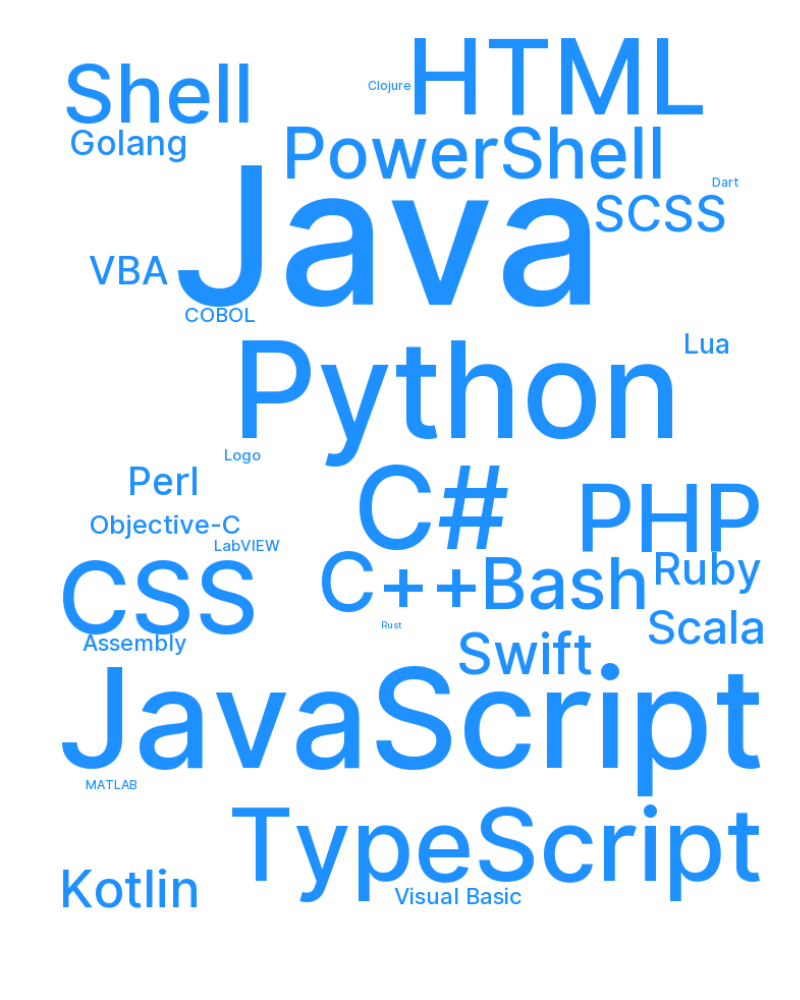 HTML
Shell
Clojure
Golang
PowerShell
Dart
Java
SCSS
VBA
COBOL
Python
Lua
Logo
Perl
C#
PHP
Objective-C
LabVIEW
CSS
C++
Bash
Ruby
Rust
Scala
Assembly
Swift
JavaScript
MATLAB
TypeScript
Kotlin
Visual Basic